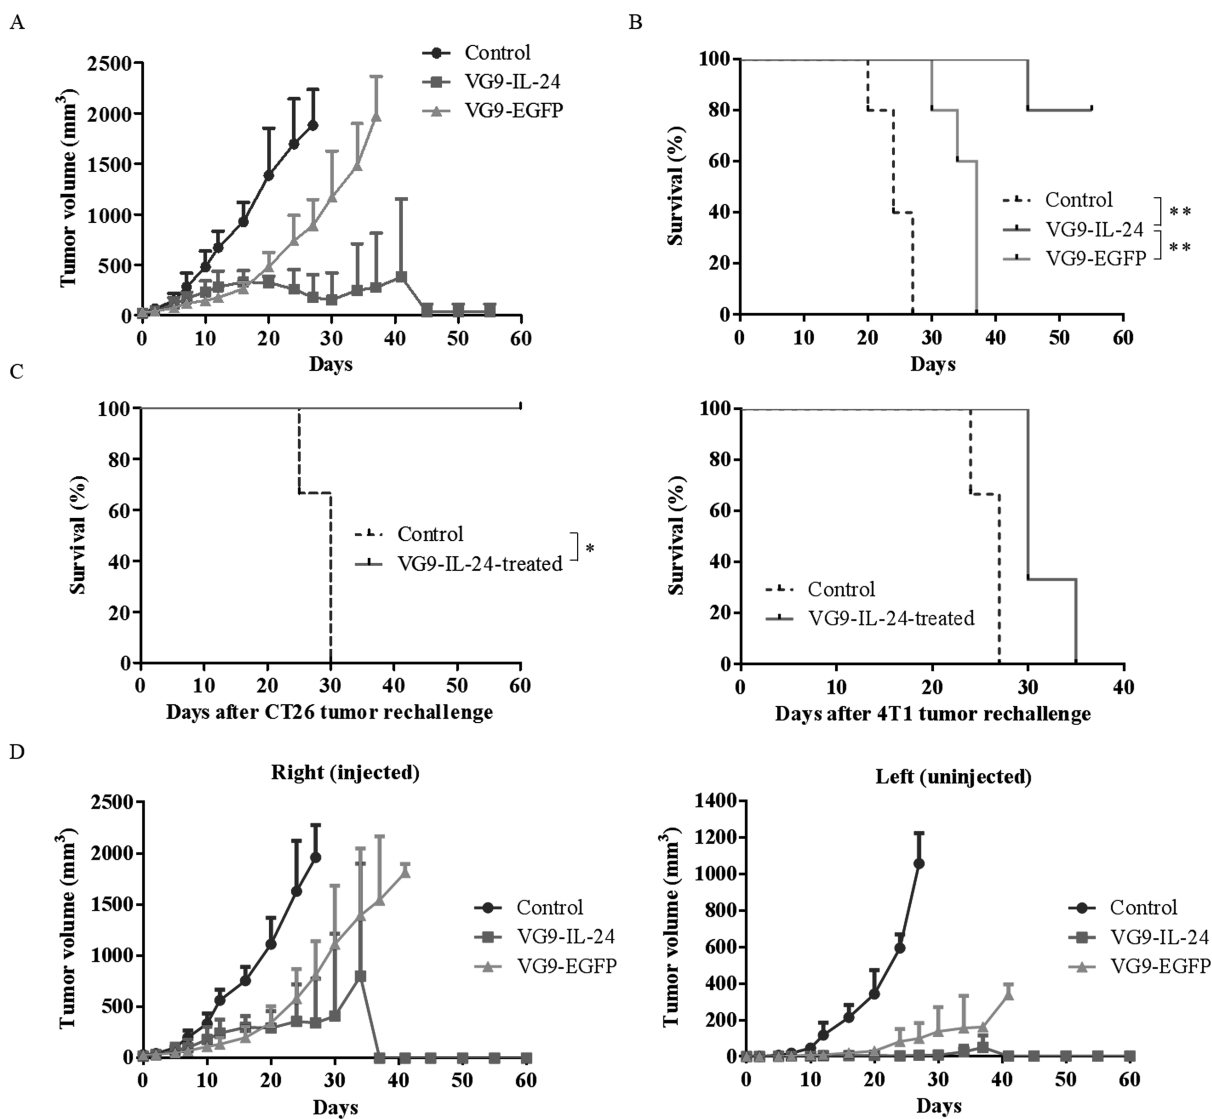 A
Control
VG9-IL-24
VG9-EGFP
Tumor volume (mm3)
2500
2000
1500
1000
500
0
0 10 20 30 40 50 60
Days
B
Survival (%)
100
80
60
40
20
0
Control
VG9-IL-24
VG9-EGFP
**
**
0 10 20 30 40 50 60
Days
C
Survival (%)
100
80
60
40
20
0
Control
VG9-IL-24-treated
*
0 10 20 30 40 50 60
Days after CT26 tumor rechallenge
Survival (%)
100
80
60
40
20
0
Control
VG9-IL-24-treated
0 10 20 30 40
Days after 4T1 tumor rechallenge
D
Right (injected)
Tumor volume (mm3)
2500
2000
1500
1000
500
0
Control
VG9-IL-24
VG9-EGFP
0 10 20 30 40 50 60
Days
Left (uninjected)
Tumor volume (mm3)
1400
1200
1000
800
600
400
200
0
Control
VG9-IL-24
VG9-EGFP
0 10 20 30 40 50 60
Days